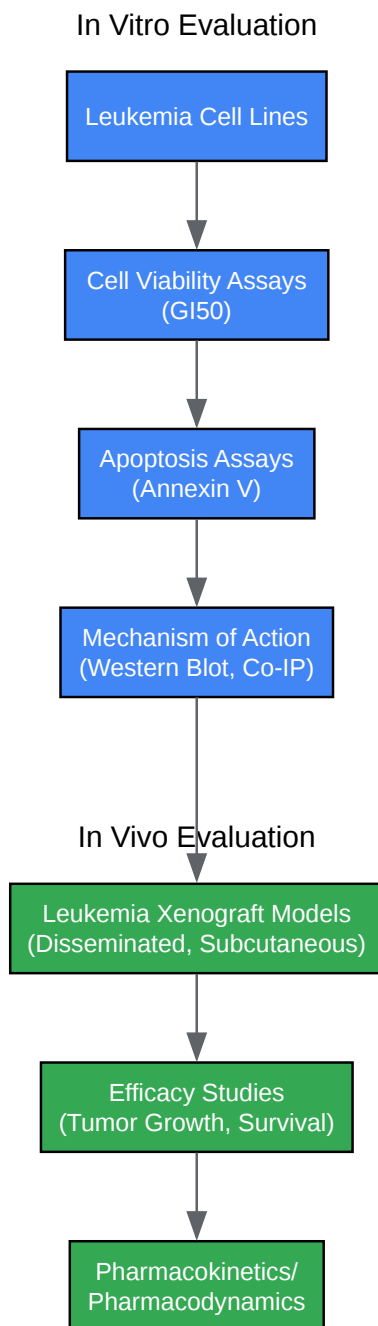 In Vitro Evaluation
Leukemia Cell Lines
Cell Viability Assays
(GI50)
Apoptosis Assays
(Annexin V)
Mechanism of Action
(Western Blot, Co-IP)
In Vivo Evaluation
Leukemia Xenograft Models
(Disseminated, Subcutaneous)
Efficacy Studies
(Tumor Growth, Survival)
Pharmacokinetics/
Pharmacodynamics